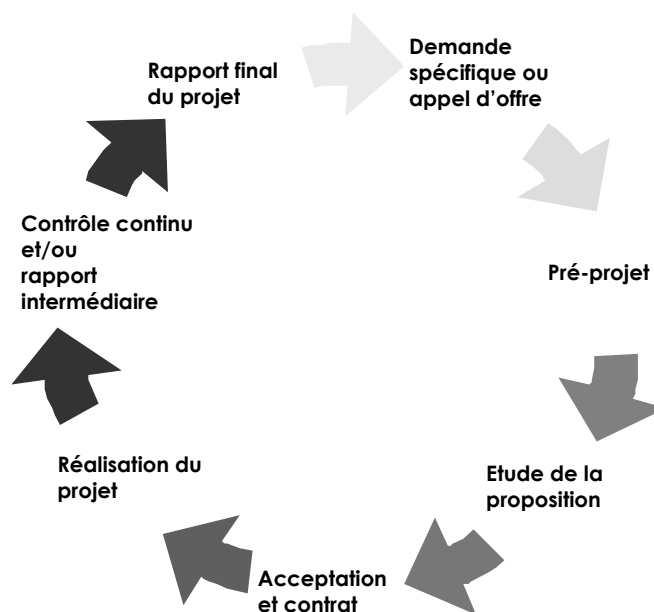 Demande
spécifique ou
appel d'offre
Pré-projet
Etude de la
proposition
Acceptation
et contrat
Réalisation du
projet
Contrôle continu
et/ou
rapport
intermédiaire
Rapport final
du projet